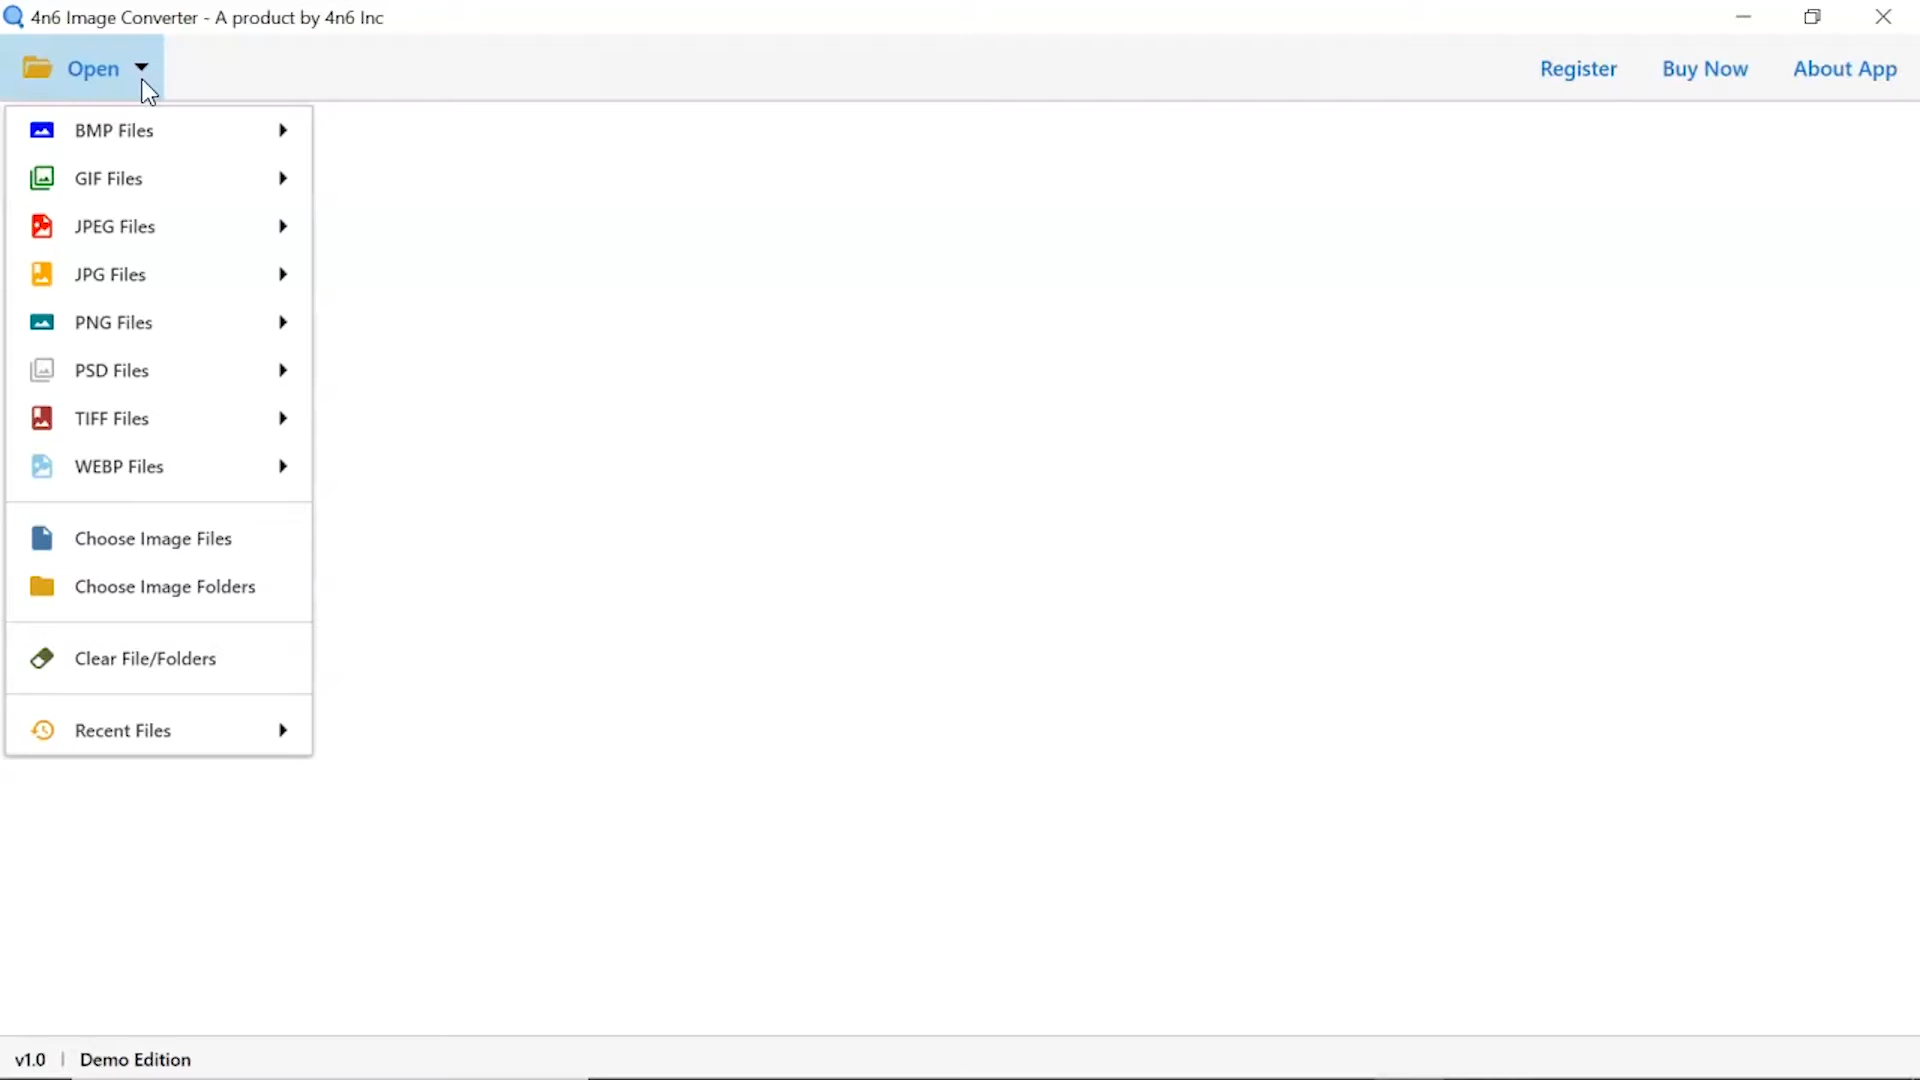 4n6 Image Converter - A product by 4n6 Inc
Open
Register
Buy Now
About App
BMP Files
GIF Files
JPEG Files
JPG Files
PNG Files
PSD Files
TIFF Files
WEBP Files
Choose Image Files
Choose Image Folders
Clear File/Folders
Recent Files
v1.0 | Demo Edition